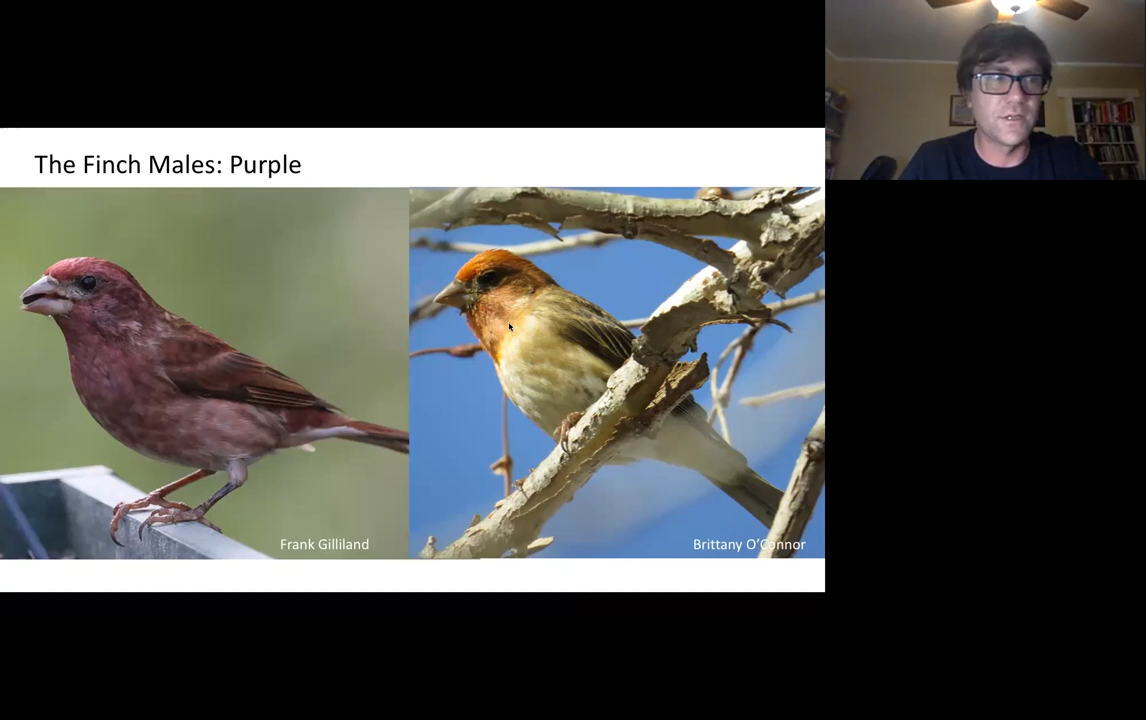 The Finch Males: Purple
Frank Gilliland
Brittany O’Connor